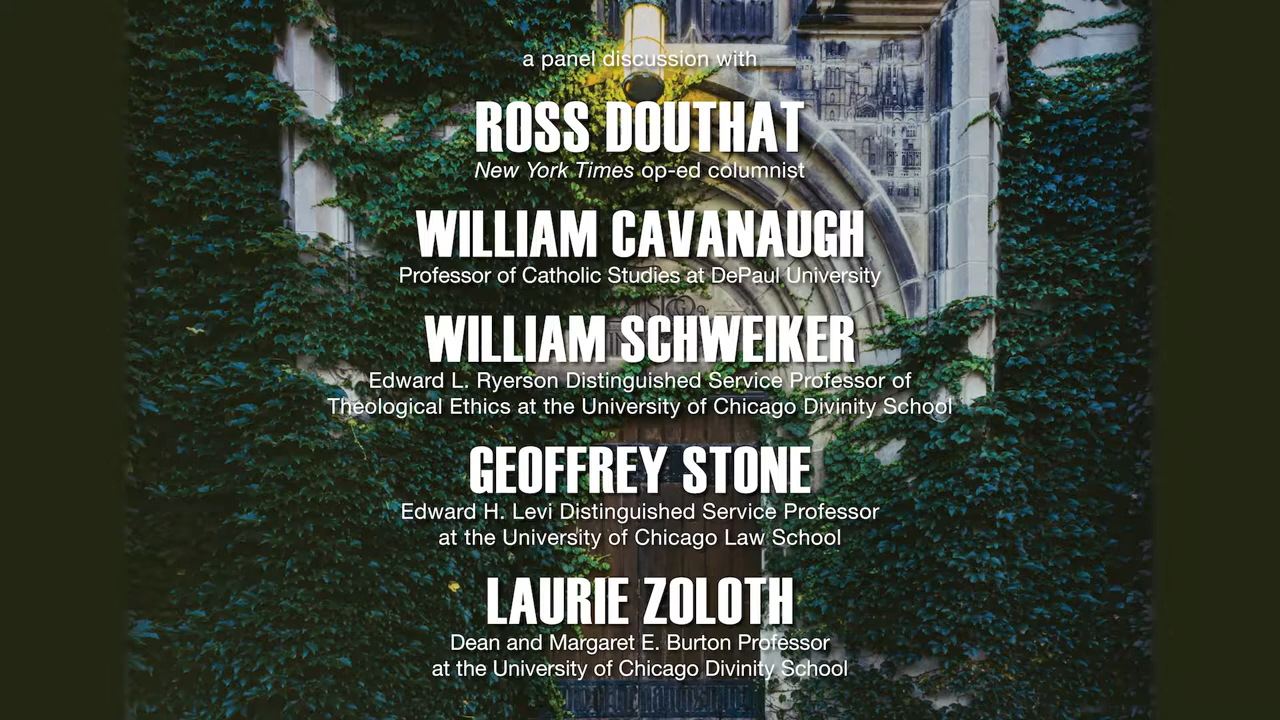 a panel discussion with
ROSS DOUTHAT
New York Times op-ed columnist
WILLIAM CAVANAUGH
Professor of Catholic Studies at DePaul University
WILLIAM SCHWEIKER
Edward L. Ryerson Distinguished Service Professor of
Theological Ethics at the University of Chicago Divinity School
GEOFFREY STONE
Edward H. Levi Distinguished Service Professor
at the University of Chicago Law School
LAURIE ZOLOTH
Dean and Margaret E. Burton Professor
at the University of Chicago Divinity School